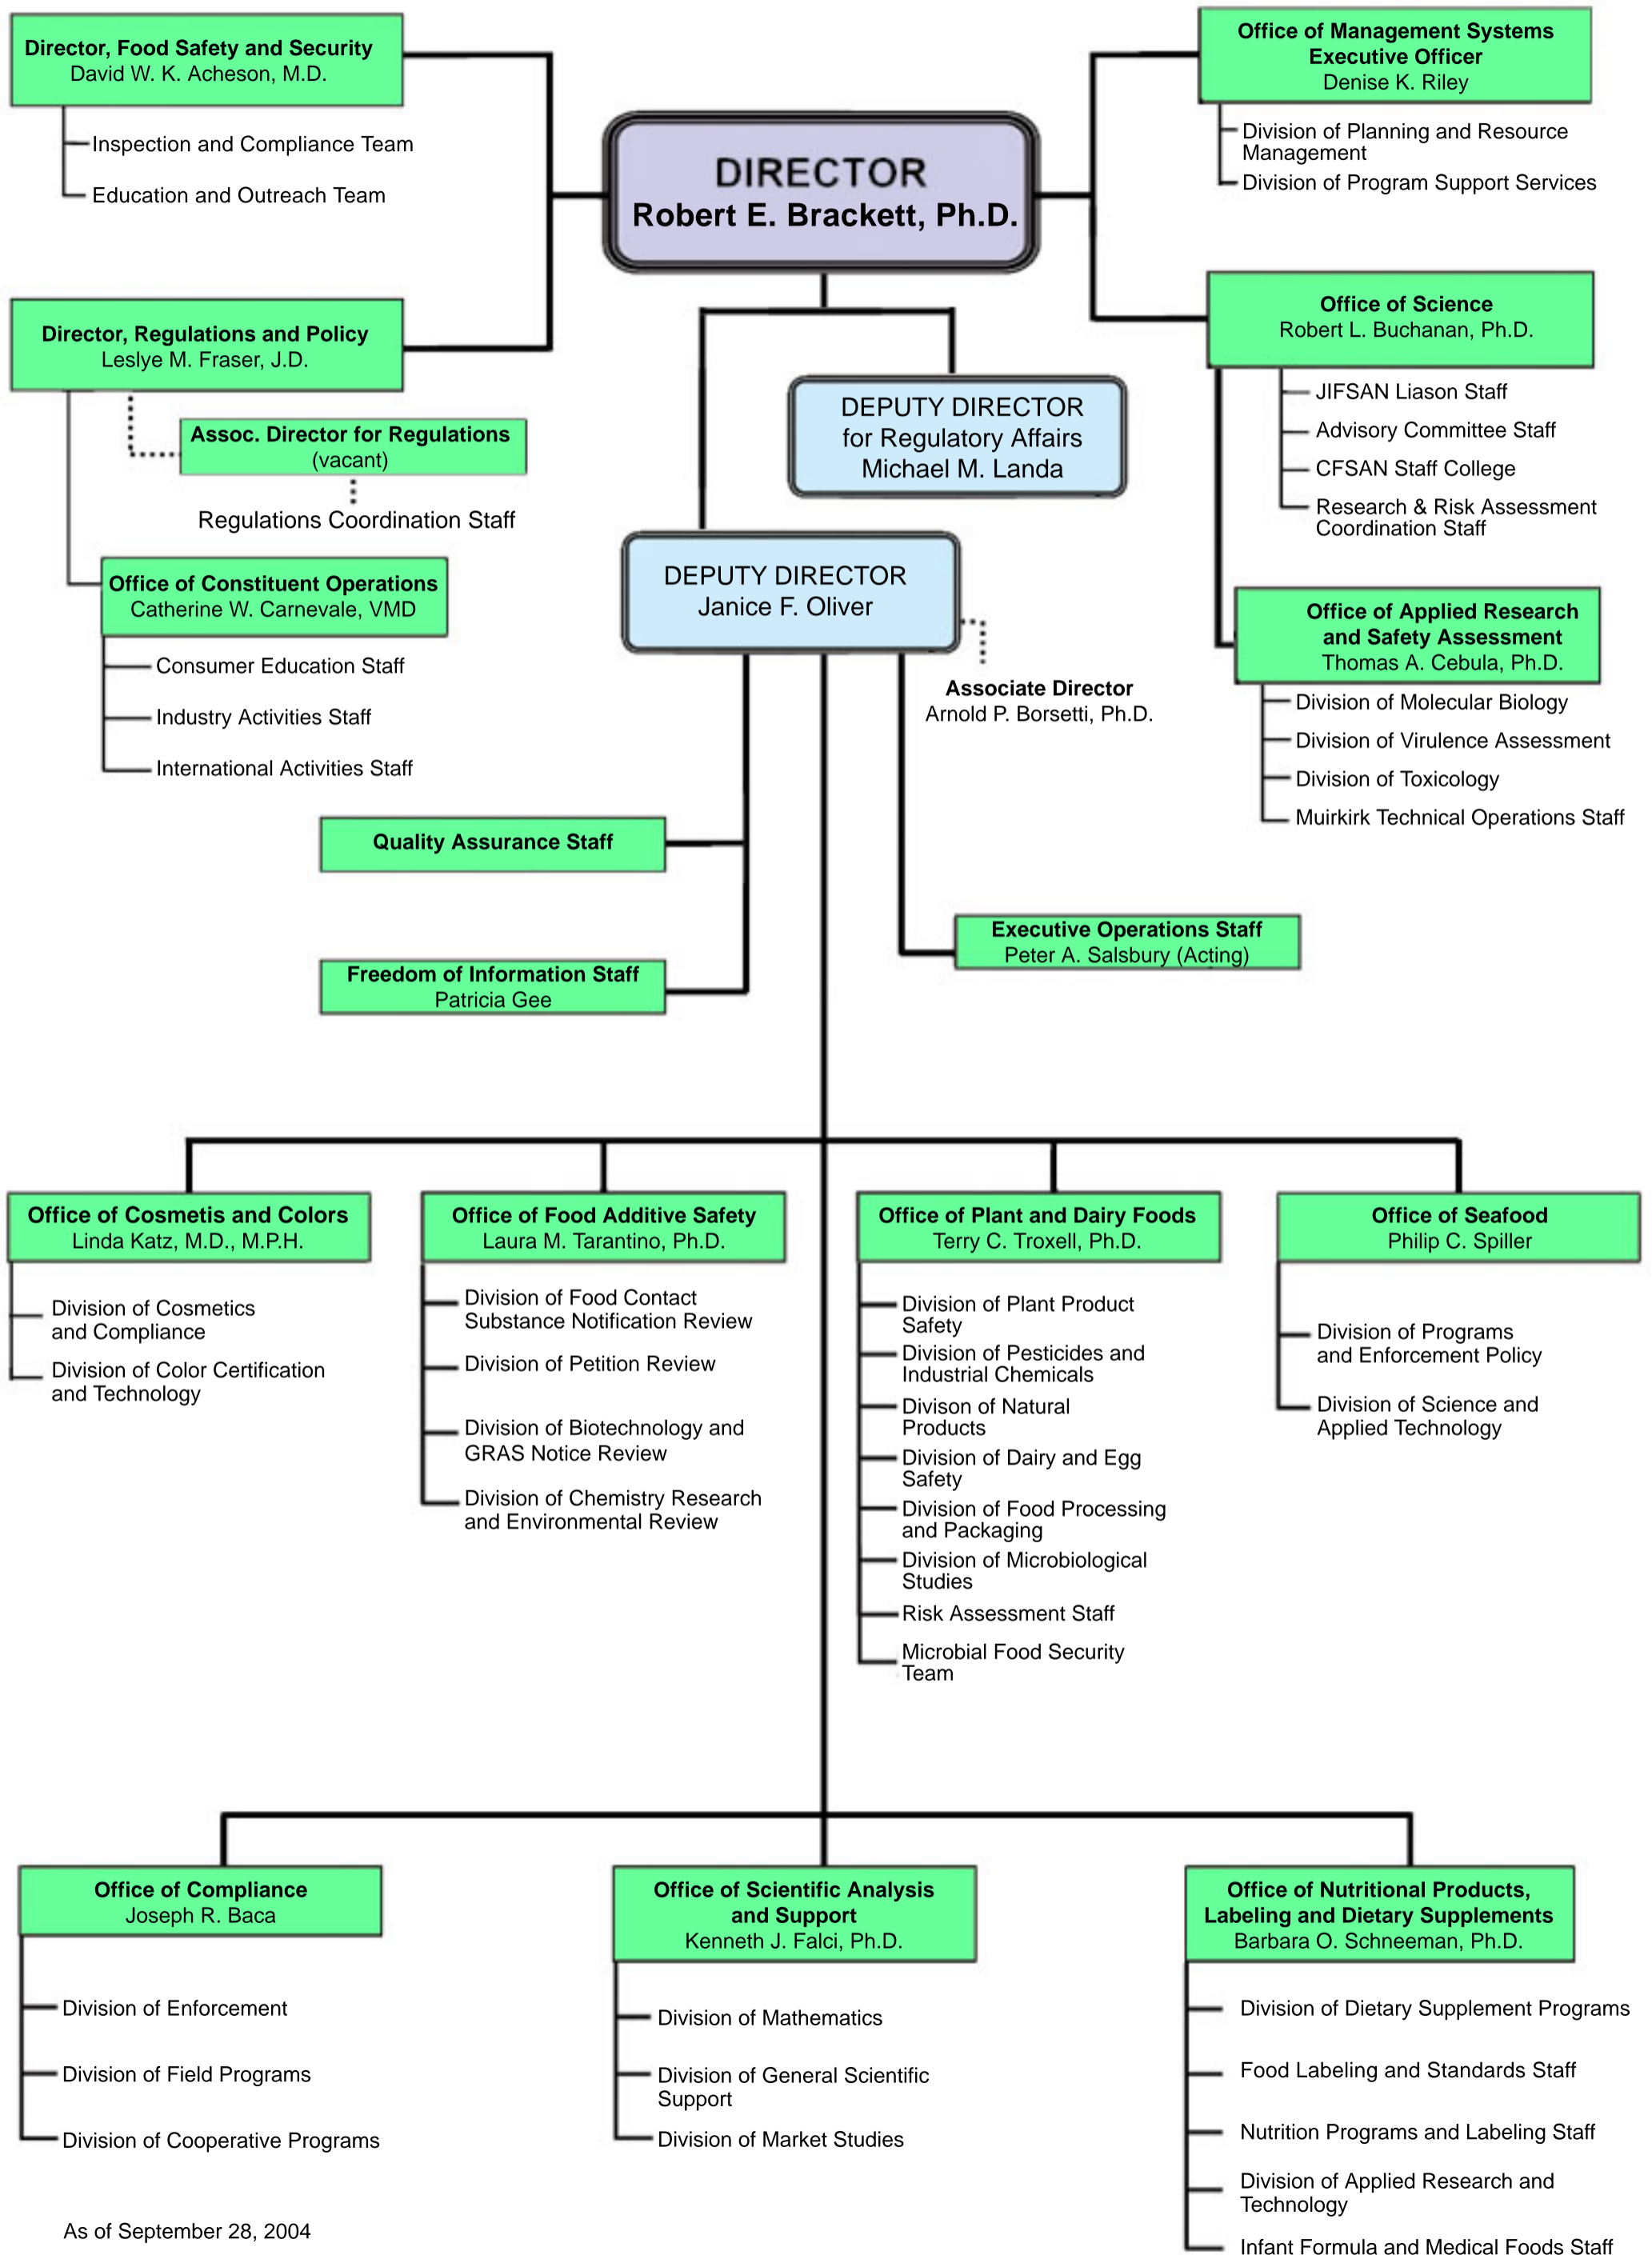 Director, Food Safety and Security
David W. K. Acheson, M.D.
Inspection and Compliance Team
Education and Outreach Team
DIRECTOR
Robert E. Brackett, Ph.D.
Office of Management Systems
Executive Officer
Denise K. Riley
Division of Planning and Resource
Management
Division of Program Support Services
Director, Regulations and Policy
Leslye M. Fraser, J.D.
Assoc. Director for Regulations
(vacant)
Regulations Coordination Staff
Office of Constituent Operations
Catherine W. Carnevale, VMD
Consumer Education Staff
Industry Activities Staff
International Activities Staff
DEPUTY DIRECTOR
for Regulatory Affairs
Michael M. Landa
DEPUTY DIRECTOR
Janice F. Oliver
Associate Director
Arnold P. Borsetti, Ph.D.
Office of Science
Robert L. Buchanan, Ph.D.
JIFSAN Liason Staff
Advisory Committee Staff
CFSAN Staff College
Research & Risk Assessment
Coordination Staff
Office of Applied Research
and Safety Assessment
Thomas A. Cebula, Ph.D.
Division of Molecular Biology
Division of Virulence Assessment
Division of Toxicology
Muirkirk Technical Operations Staff
Quality Assurance Staff
Freedom of Information Staff
Patricia Gee
Executive Operations Staff
Peter A. Salsbury (Acting)
Office of Cosmetis and Colors
Linda Katz, M.D., M.P.H.
Division of Cosmetics
and Compliance
Division of Color Certification
and Technology
Office of Food Additive Safety
Laura M. Tarantino, Ph.D.
Division of Food Contact
Substance Notification Review
Division of Petition Review
Division of Biotechnology and
GRAS Notice Review
Division of Chemistry Research
and Environmental Review
Office of Plant and Dairy Foods
Terry C. Troxell, Ph.D.
Division of Plant Product
Safety
Division of Pesticides and
Industrial Chemicals
Divison of Natural
Products
Division of Dairy and Egg
Safety
Division of Food Processing
and Packaging
Division of Microbiological
Studies
Risk Assessment Staff
Microbial Food Security
Team
Office of Seafood
Philip C. Spiller
Division of Programs
and Enforcement Policy
Division of Science and
Applied Technology
Office of Compliance
Joseph R. Baca
Division of Enforcement
Division of Field Programs
Division of Cooperative Programs
Office of Scientific Analysis
and Support
Kenneth J. Falci, Ph.D.
Division of Mathematics
Division of General Scientific
Support
Division of Market Studies
Office of Nutritional Products,
Labeling and Dietary Supplements
Barbara O. Schneeman, Ph.D.
Division of Dietary Supplement Programs
Food Labeling and Standards Staff
Nutrition Programs and Labeling Staff
Division of Applied Research and
Technology
Infant Formula and Medical Foods Staff
As of September 28, 2004